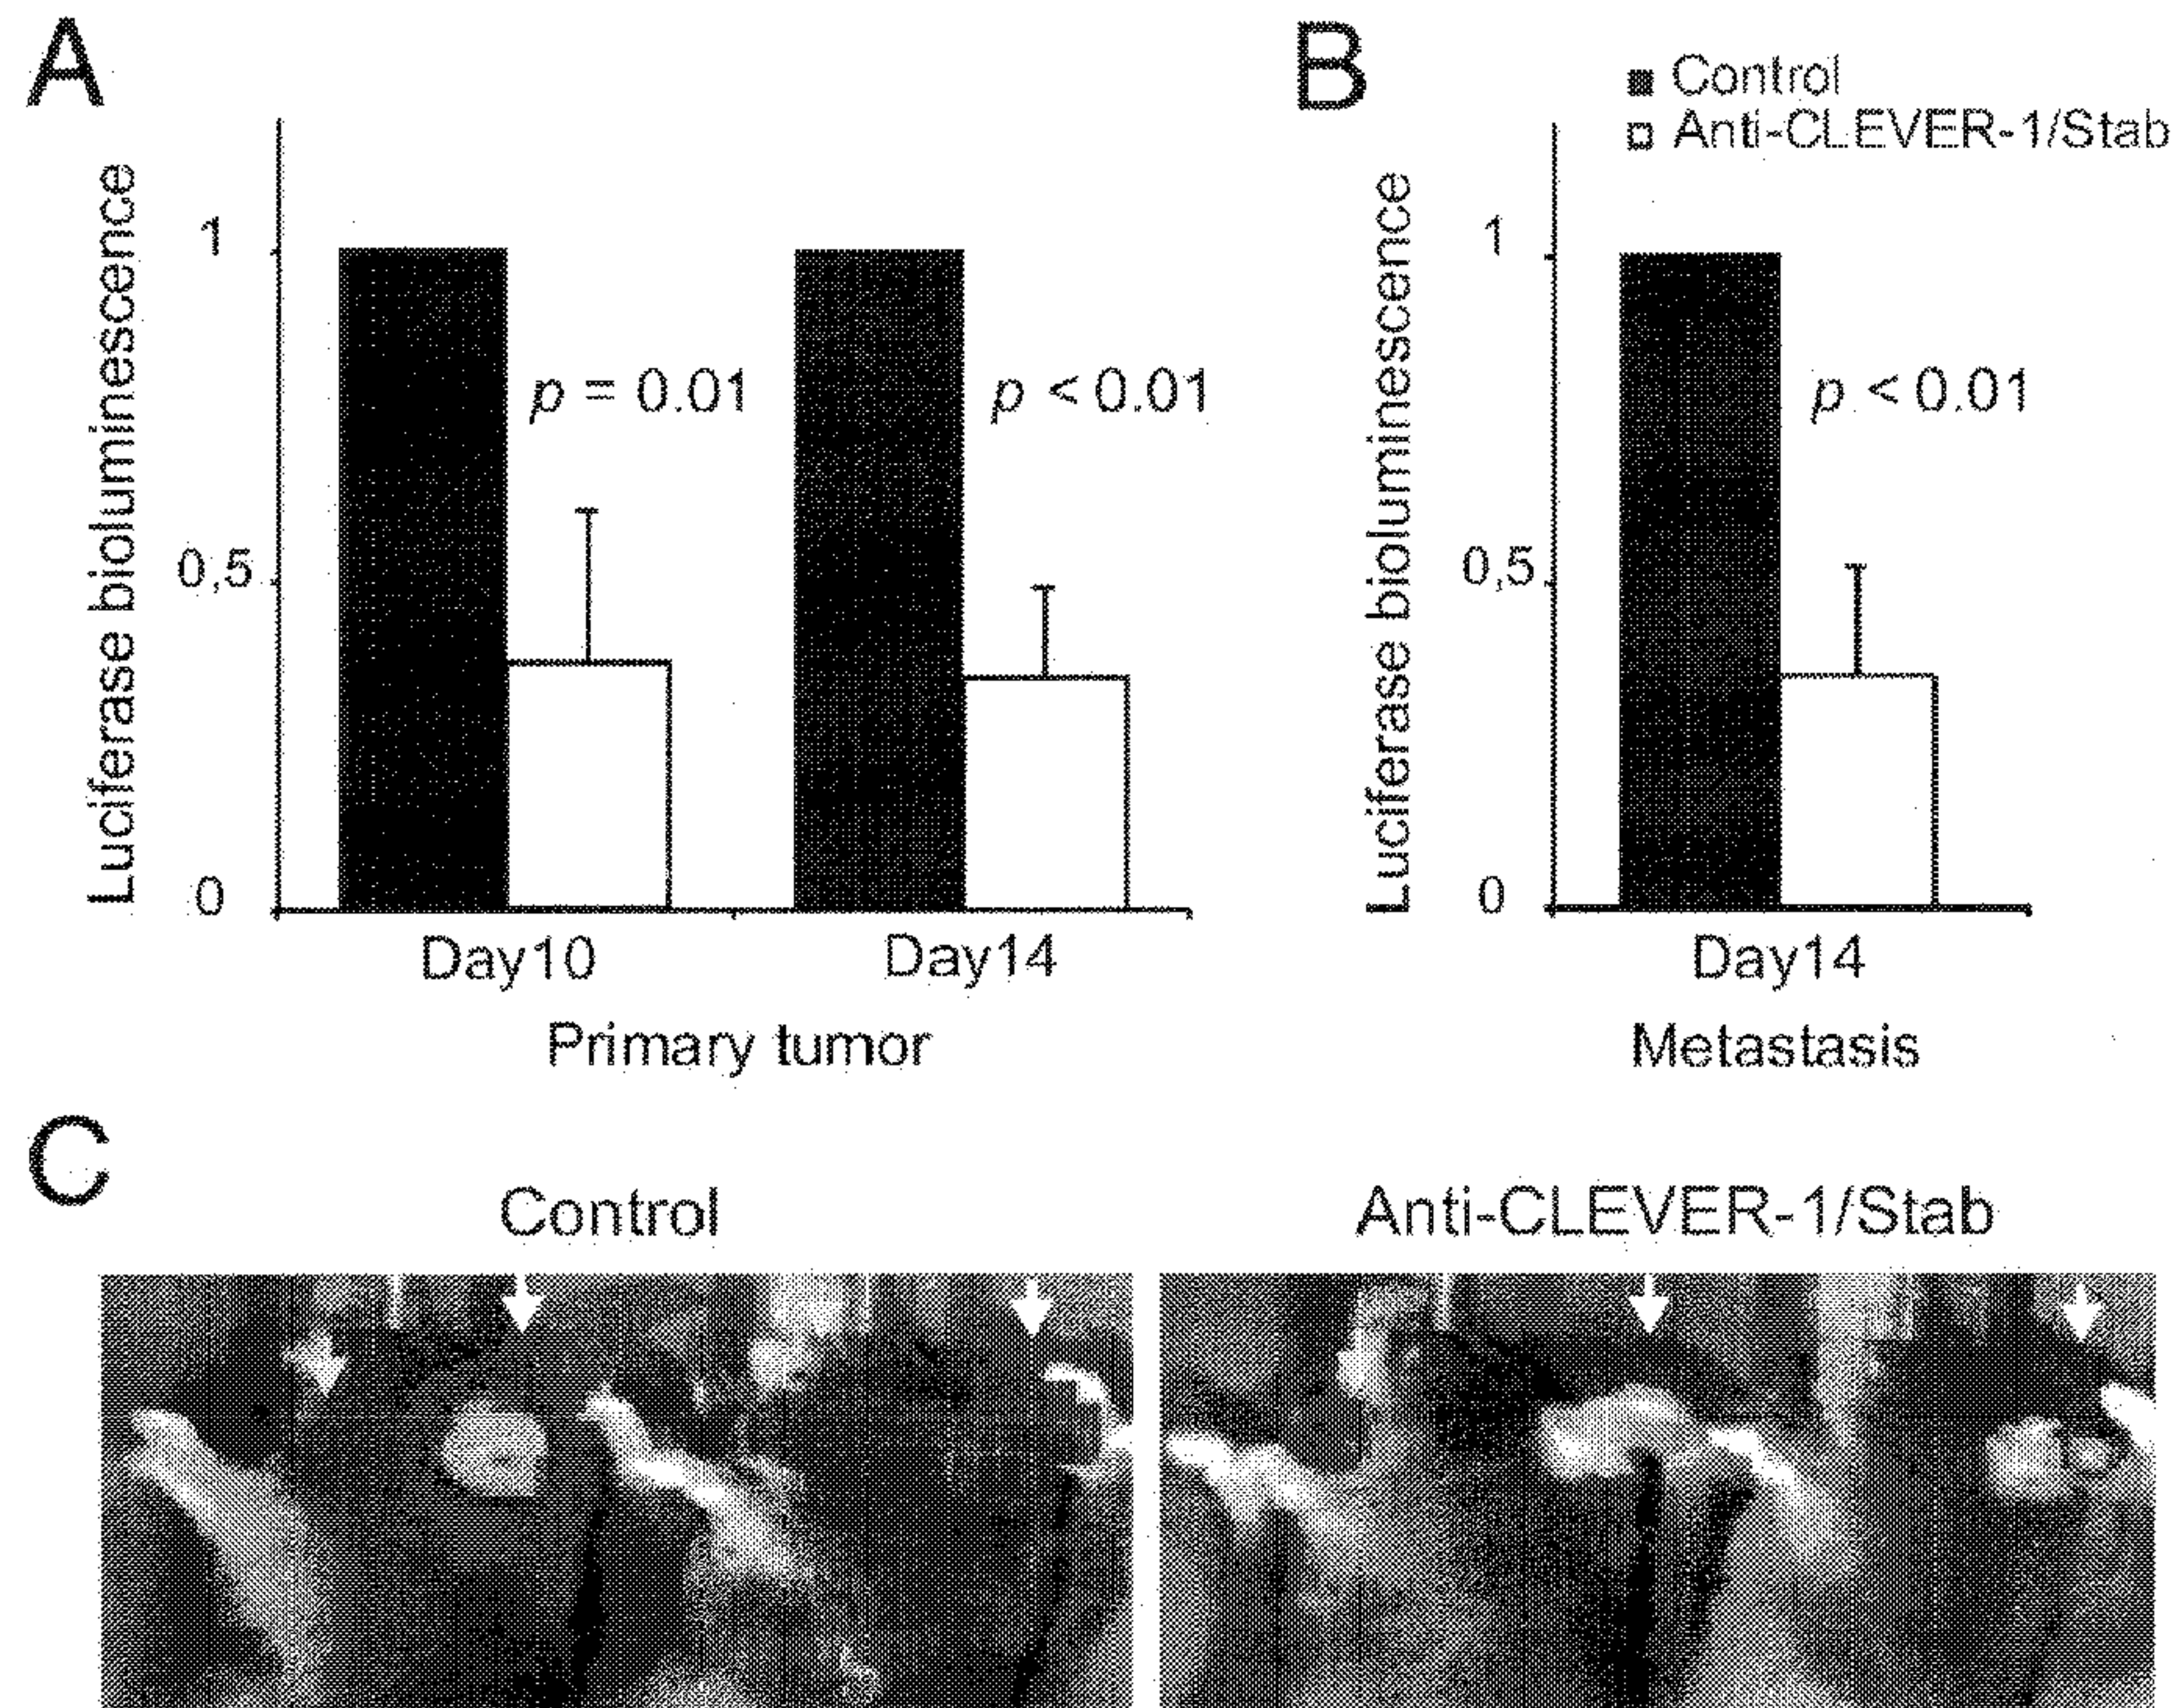 A
Luciferase bioluminescence
1
0,5
0
p = 0.01
p < 0.01
Day10
Day14
Primary tumor
B
Control
Anti-CLEVER-1/Stab
Luciferase bioluminescence
1
0,5
0
p < 0.01
Day14
Metastasis
C
Control
Anti-CLEVER-1/Stab